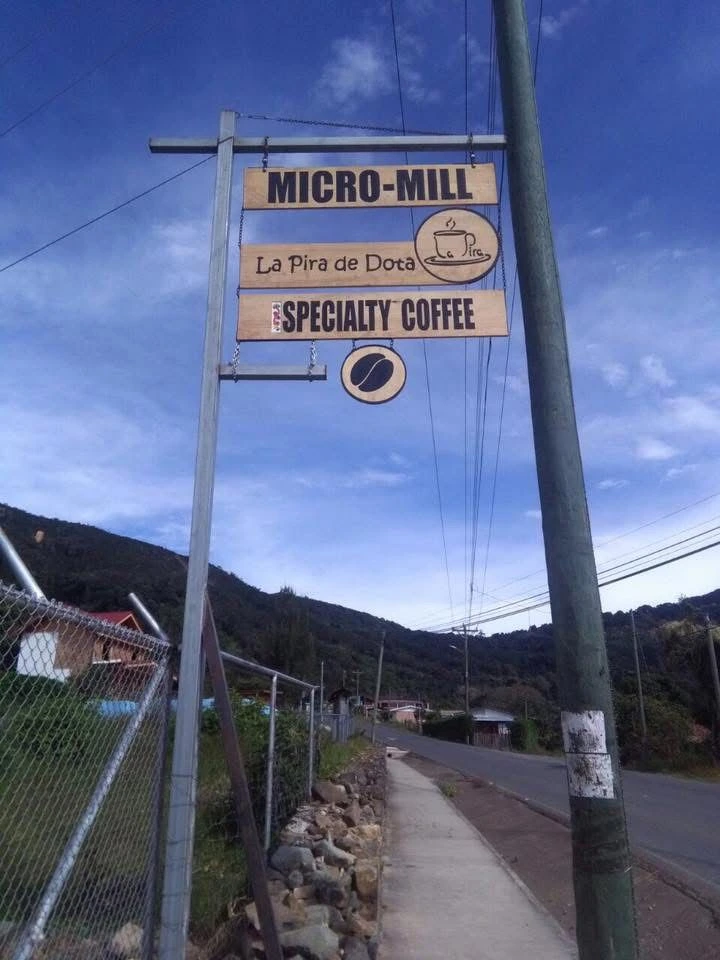 MICRO-MILL
La Pira de Dota
La Pira
SPECIALTY COFFEE